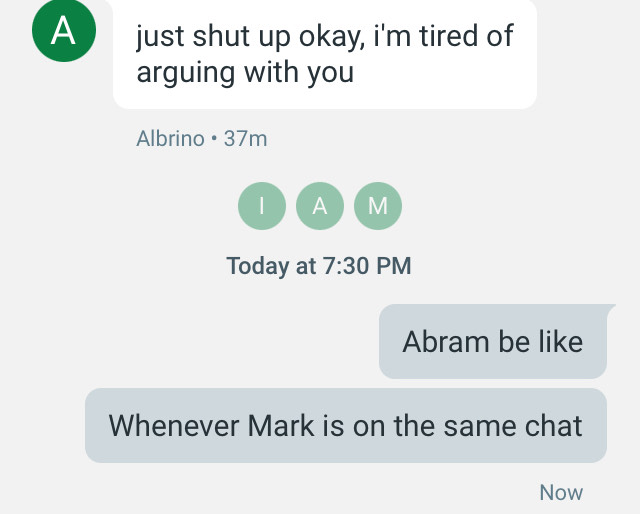 A
just shut up okay, i'm tired of
arguing with you
Albrino • 37m
I A M
Today at 7:30 PM
Abram be like
Whenever Mark is on the same chat
Now